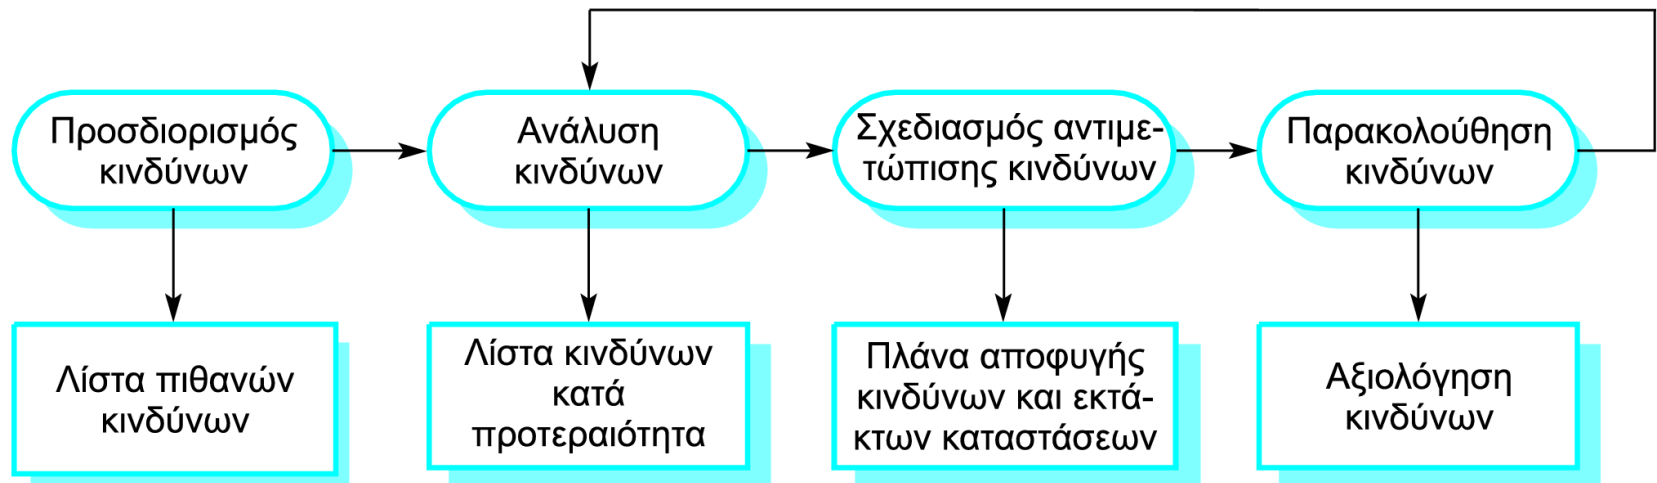 Προσδιορισμός
κινδύνων
Ανάλυση
κινδύνων
Σχεδιασμός αντιμε-
τώπισης κινδύνων
Παρακολούθηση
κινδύνων
Λίστα πιθανών
κινδύνων
Λίστα κινδύνων
κατά
προτεραιότητα
Πλάνα αποφυγής
κινδύνων και εκτά-
κτων καταστάσεων
Αξιολόγηση
κινδύνων